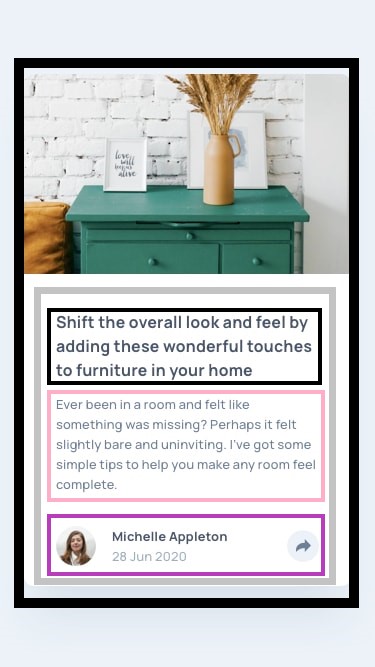 love
will
keep us
alive
Shift the overall look and feel by
adding these wonderful touches
to furniture in your home
Ever been in a room and felt like
something was missing? Perhaps it felt
slightly bare and uninviting. I've got some
simple tips to help you make any room feel
complete.
Michelle Appleton
28 Jun 2020